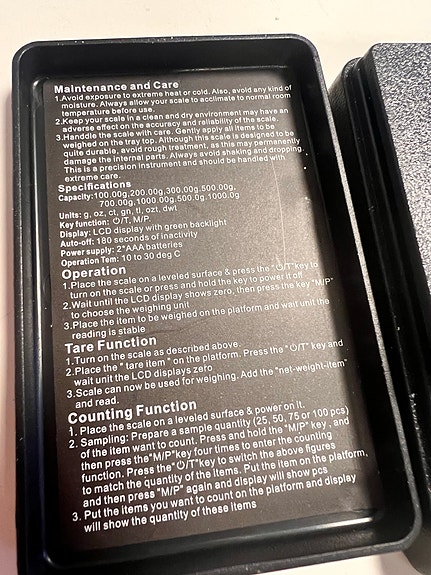 Maintenance and Care
1.Avoid exposure to extreme heat or cold. Also, avoid any kind of
moisture. Always allow your scale to acclimate to normal room
temperature before use.
2.Keep your scale in a clean and dry environment may have an
adverse effect on the accuracy and reliability of the scale.
3.Handle the scale with care. Gently apply all items to be
weighed on the tray top. Although this scale is designed to be
quite durable, avoid rough treatment, as this may permanently
damage the internal parts. Always avoid shaking and dropping.
This is a precision instrument and should be handled with
extreme care.
Specifications
Capacity:100.00g,200.00g,300.00g.500.00g,
700.00g,1000.00g,500.0g.1000.0g
Units: g, oz, ct, gn, tl, ozt, dwt
Key function: ⏻/T, M/P.
Display: LCD display with green backlight
Auto-off: 180 seconds of inactivity
Power supply: 2*AAA batteries
Operation Tem: 10 to 30 deg C
Operation
1.Place the scale on a leveled surface & press the "⏻/T"key to
turn on the scale or press and hold the key to power it off
2.Wait until the LCD display shows zero, then press the key "M/P"
to choose the weighing unit
3.Place the item to be weighed on the platform and wait unit the
reading is stable
Tare Function
1.Turn on the scale as described above.
2.Place the " tare item" on the platform. Press the "⏻/T" key and
wait unit the LCD displays zero
3.Scale can now be used for weighing. Add the "net-weight-item"
and read.
Counting Function
1. Place the scale on a leveled surface & power on it.
2. Sampling: Prepare a sample quantity (25, 50, 75 or 100 pcs)
of the item want to count. Press and hold the "M/P" key , and
then press the"M/P"key four times to enter the counting
function. Press the"⏻/T"key to switch the above figures
to match the quantity of the items. Put the item on the platform,
and then press "M/P" again and display will show pcs
3. Put the items you want to count on the platform and display
will show the quantity of these items